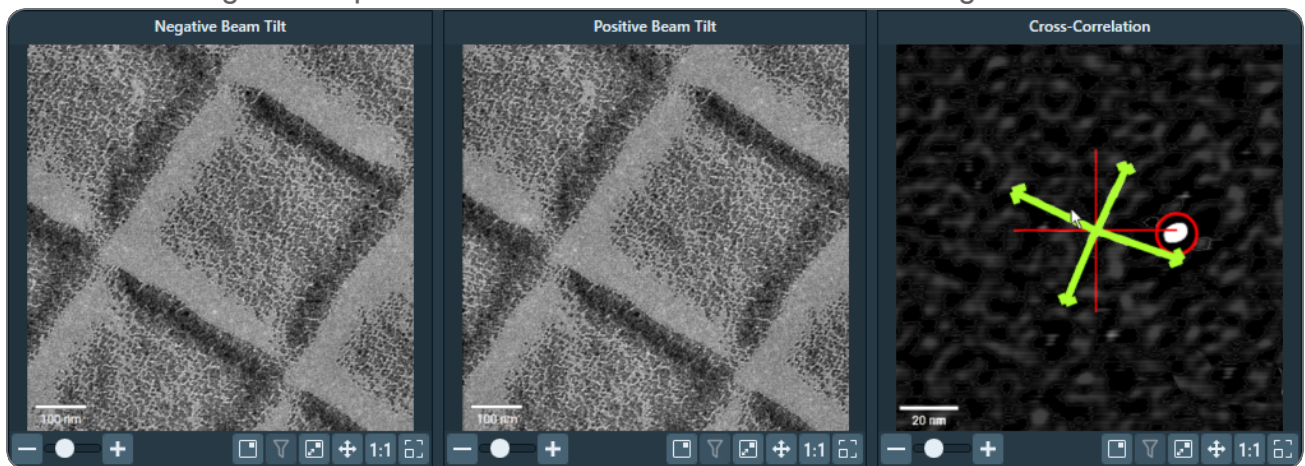 Negative Beam Tilt
Positive Beam Tilt
Cross-Correlation
100 nm
100 nm
20 nm
1:1
1:1
1:1